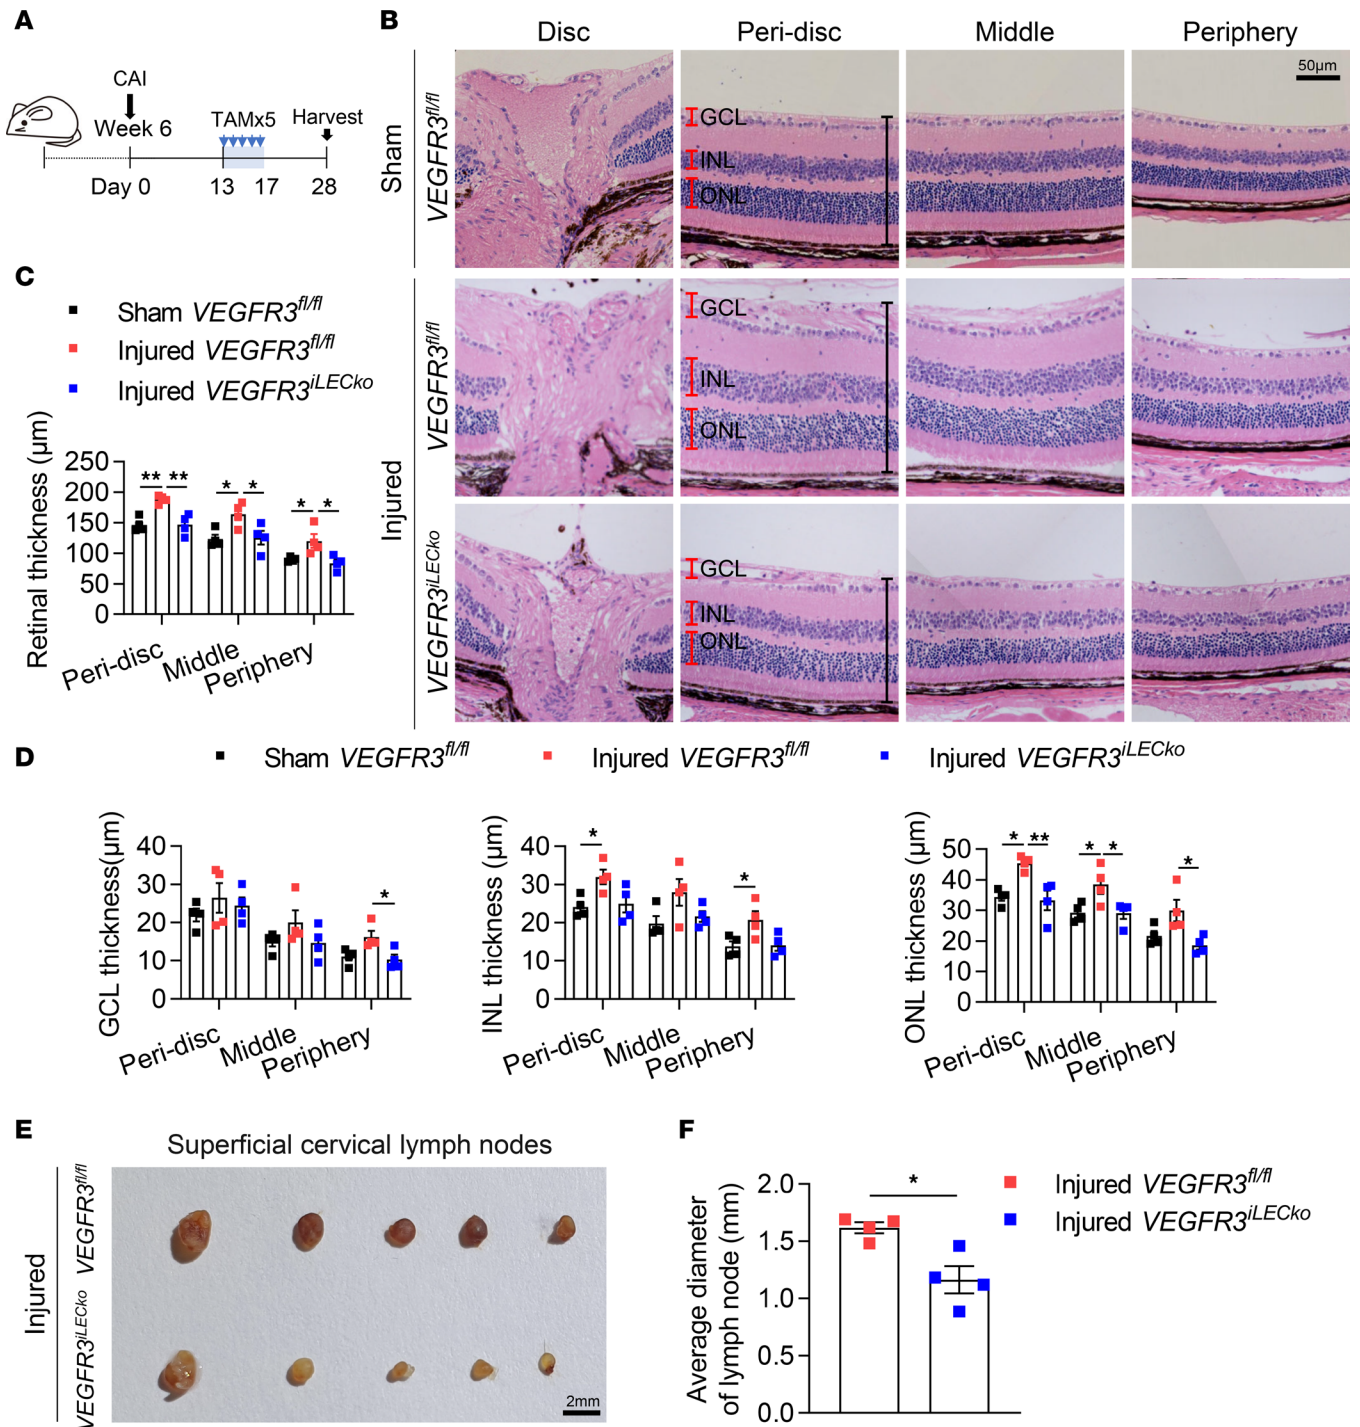 A
CAI
Week 6
TAMx5
Harvest
Day 0
13
17
28
B
Disc
Peri-disc
Middle
Periphery
50µm
Sham
VEGFR3fl/fl
GCL
INL
ONL
Injured
VEGFR3fl/fl
GCL
INL
ONL
VEGFR3iLECko
GCL
INL
ONL
C
Sham VEGFR3fl/fl
Injured VEGFR3fl/fl
Injured VEGFR3iLECko
Retinal thickness (µm)
250
200
150
100
50
0
** **
* *
* *
Peri-disc
Middle
Periphery
D
Sham VEGFR3fl/fl
Injured VEGFR3fl/fl
Injured VEGFR3iLECko
GCL thickness(µm)
40
30
20
10
0
*
Peri-disc
Middle
Periphery
INL thickness (µm)
40
30
20
10
0
*
*
Peri-disc
Middle
Periphery
ONL thickness (µm)
50
40
30
20
10
0
* **
* *
*
Peri-disc
Middle
Periphery
E
Superficial cervical lymph nodes
Injured
VEGFR3fl/fl
VEGFR3iLECko
2mm
F
Average diameter
of lymph node (mm)
2.0
1.5
1.0
0.5
0.0
*
Injured VEGFR3fl/fl
Injured VEGFR3iLECko